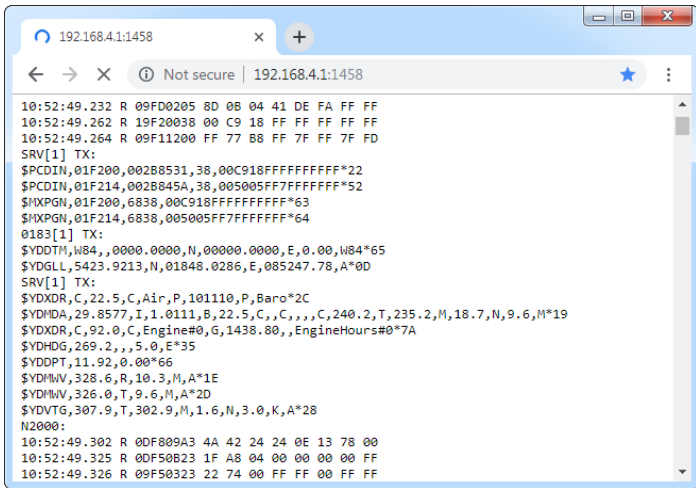 192.168.4.1:1458
Not secure | 192.168.4.1:1458
10:52:49.232 R 09FD0205 8D 0B 04 41 DE FA FF FF
10:52:49.262 R 19F20038 00 C9 18 FF FF FF FF FF
10:52:49.264 R 09F11200 FF 77 B8 FF 7F FF 7F FD
SRV[1] TX:
$PCDIN,01F200,002B8531,38,00C918FFFFFFFFFF*22
$PCDIN,01F214,002B845A,38,005005FF7FFFFFFF*52
$MXPGN,01F200,6838,00C918FFFFFFFFFF*63
$MXPGN,01F214,6838,005005FF7FFFFFFF*64
0183[1] TX:
$YDDTM,W84,,0000.0000,N,00000.0000,E,0.00,W84*65
$YDGLL,5423.9213,N,01848.0286,E,085247.78,A*0D
SRV[1] TX:
$YDXDR,C,22.5,C,Air,P,101110,P,Baro*2C
$YDMDA,29.8577,I,1.0111,B,22.5,C,,C,,,,C,240.2,T,235.2,M,18.7,N,9.6,M*19
$YDXDR,C,92.0,C,Engine#0,G,1438.80,,EngineHours#0*7A
$YDHDG,269.2,,,5.0,E*35
$YDDPT,11.92,0.00*66
$YDMWV,328.6,R,10.3,M,A*1E
$YDMWV,326.0,T,9.6,M,A*2D
$YDVTG,307.9,T,302.9,M,1.6,N,3.0,K,A*28
N2000:
10:52:49.302 R 0DF809A3 4A 42 24 24 0E 13 78 00
10:52:49.325 R 0DF50B23 1F A8 04 00 00 00 00 FF
10:52:49.326 R 09F50323 22 74 00 FF FF 00 FF FF